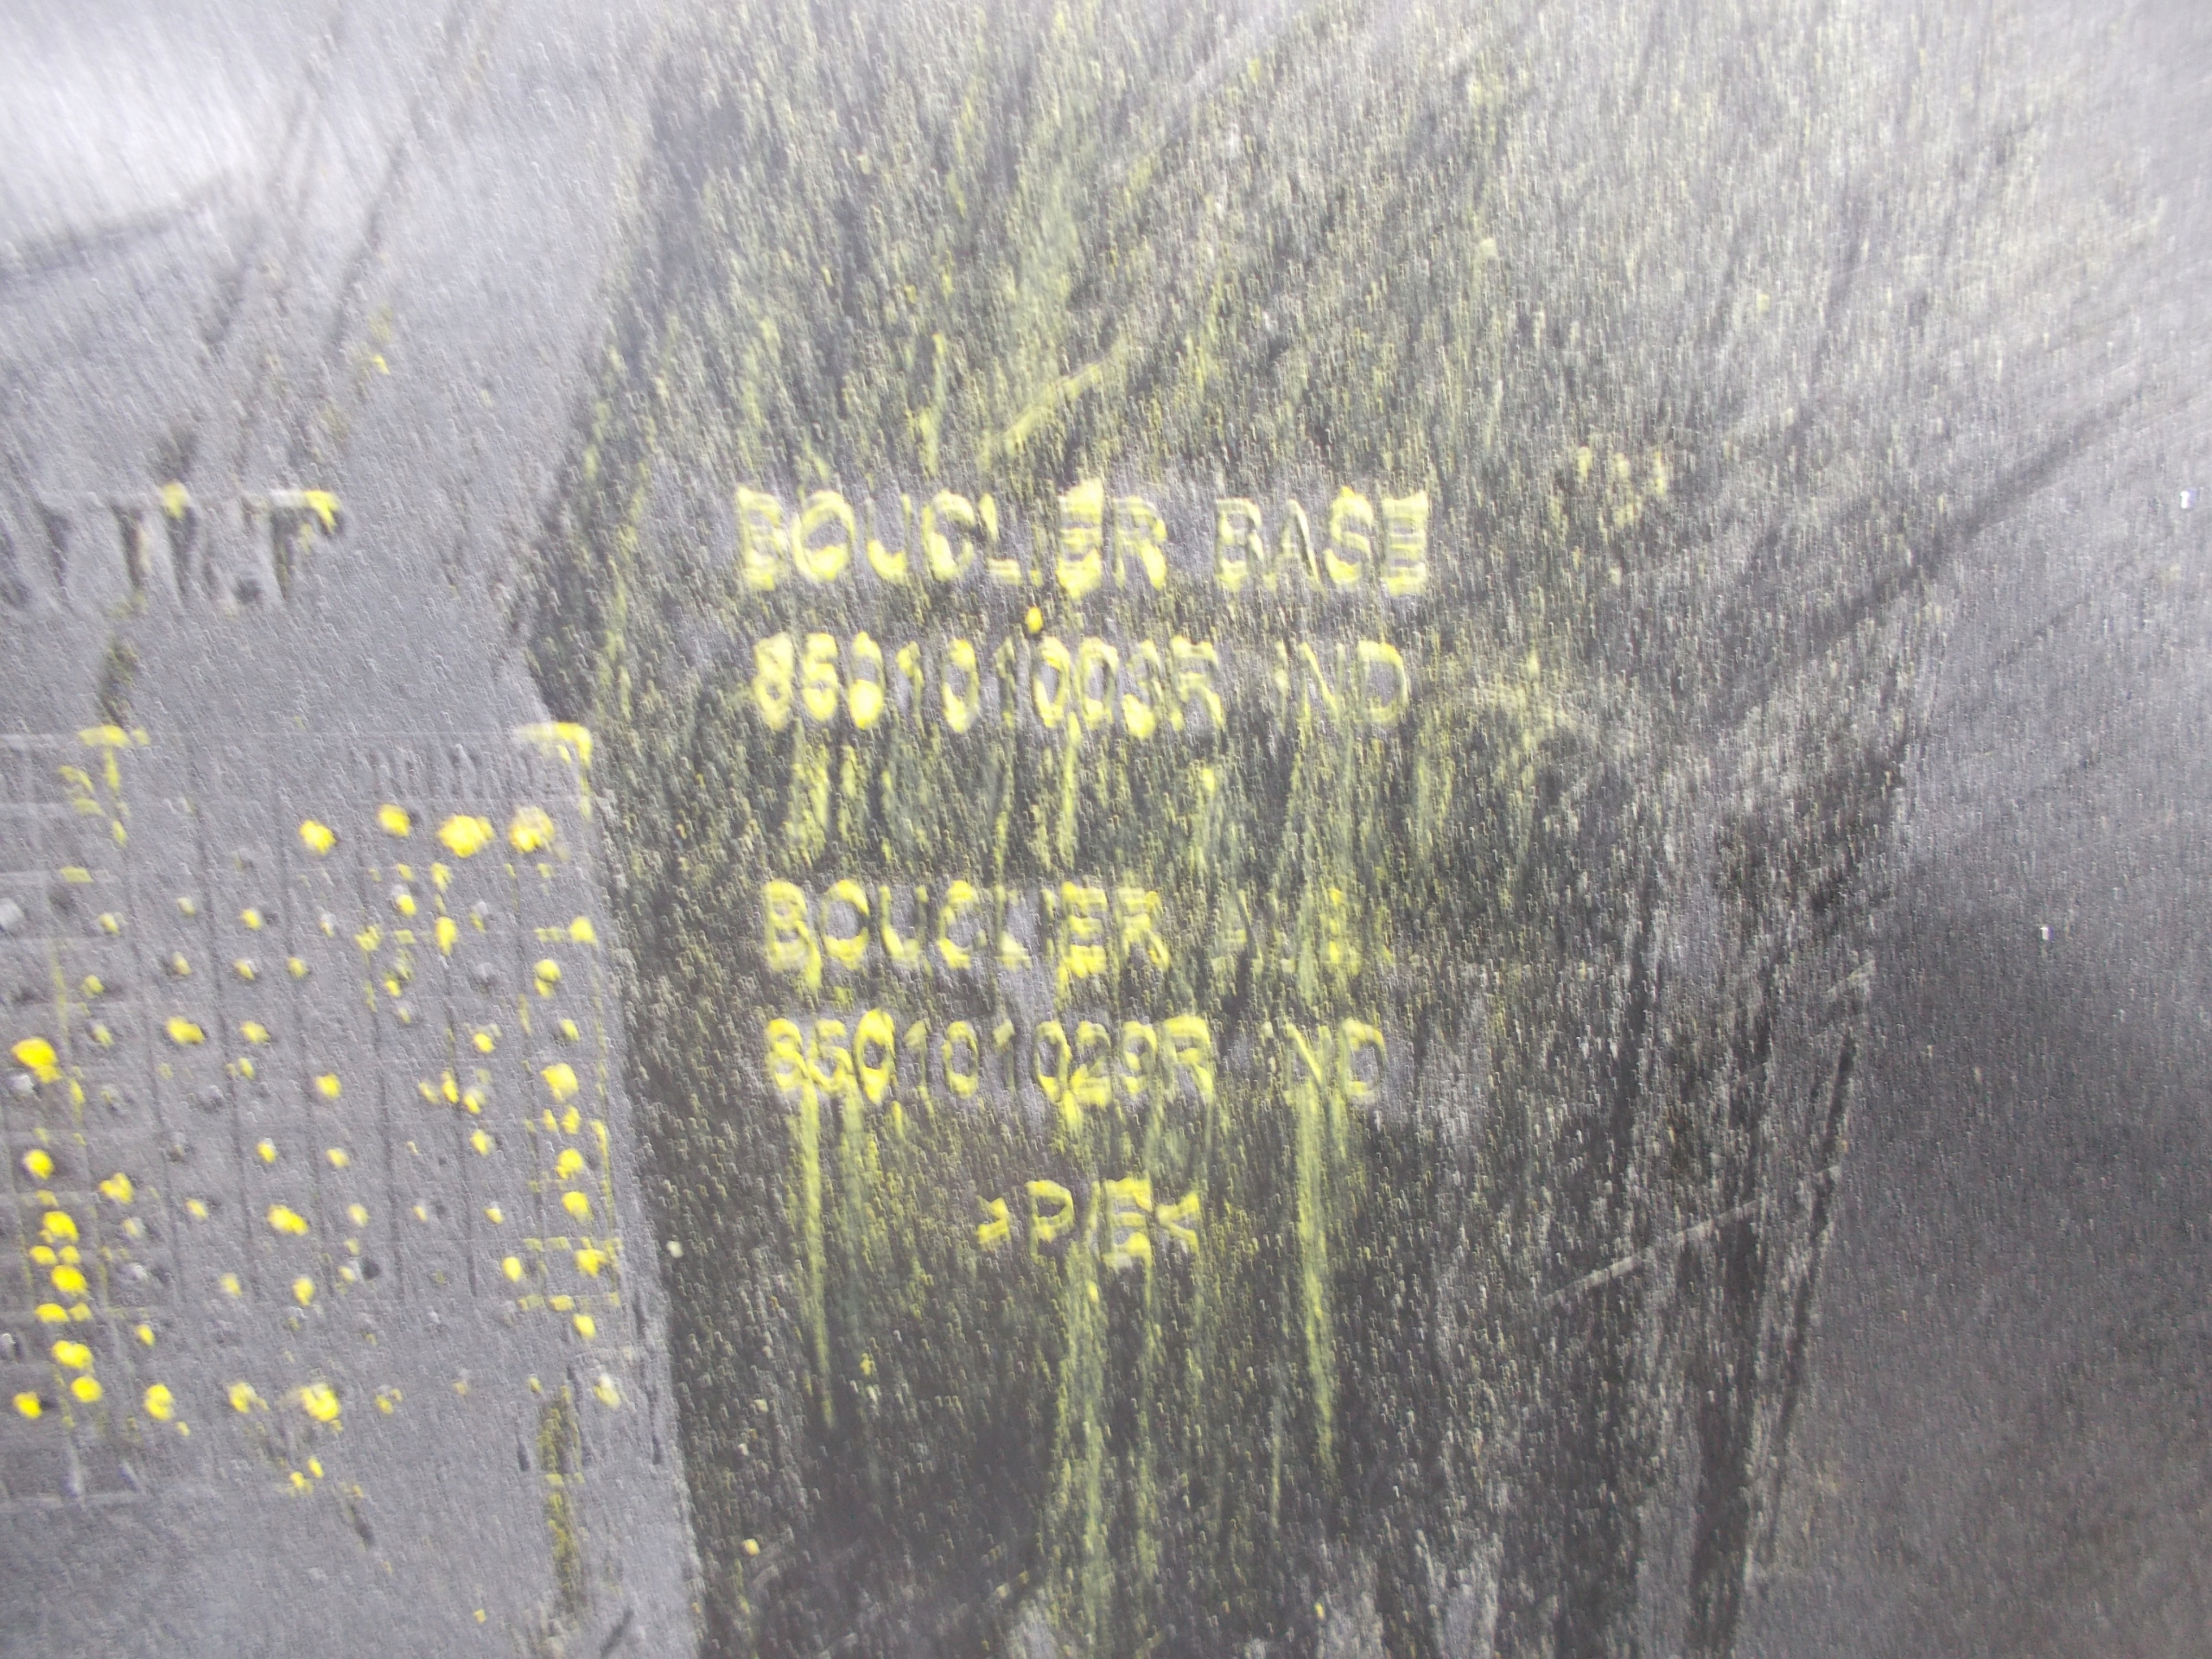 BOUCLIER BASE
850101003R IND
BOUCLIER
850101029R IND
>P/E<